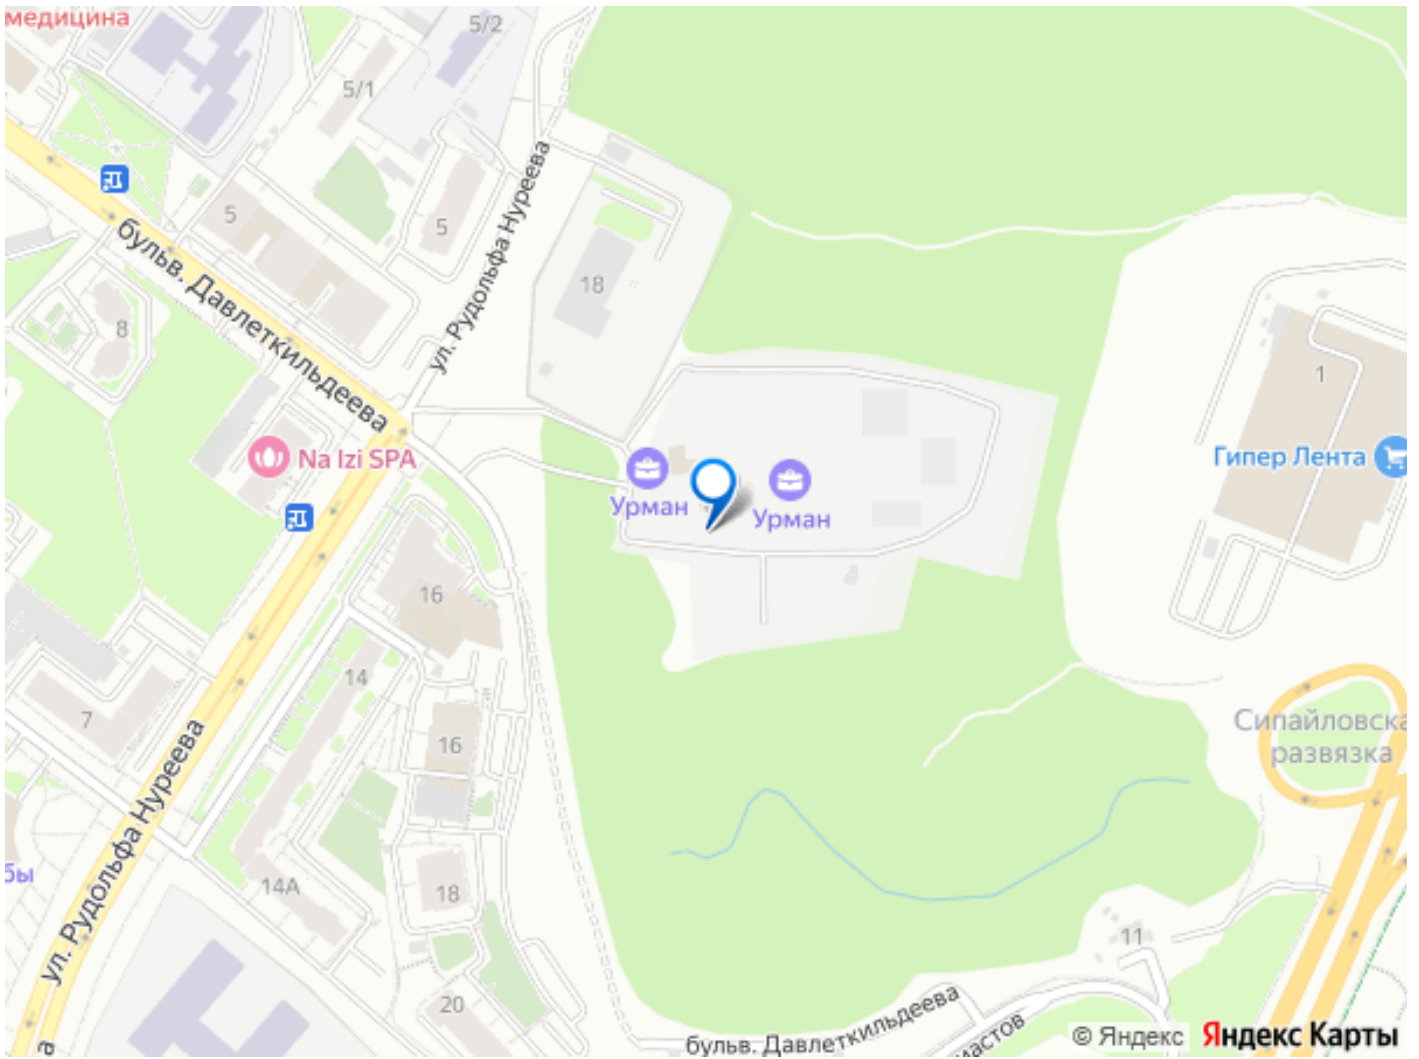 медицина
5/2
5/1
5
5
бульв. Давлеткильдеева
ул. Рудольфа Нуреева
18
8
1
Na Izi SPA
Гипер Лента
Урман
Урман
16
14
7
16
Сипайловска
развязка
ул. Рудольфа Нуреева
бы
14А
18
11
20
бульв. Давлеткильдеева
иастов
а
© Яндекс Яндекс Карты